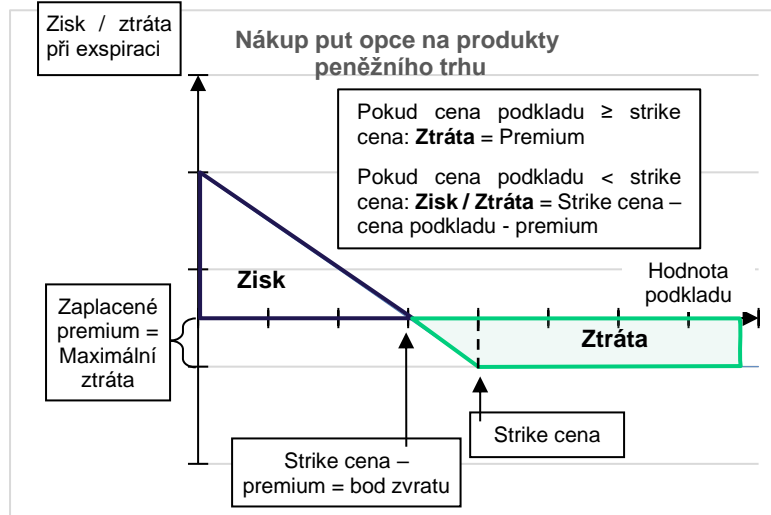 Zisk / ztráta
při exspiraci
Nákup put opce na produkty
peněžního trhu
Pokud cena podkladu ≥ strike
cena: Ztráta = Premium
Pokud cena podkladu < strike
cena: Zisk / Ztráta = Strike cena –
cena podkladu - premium
Zisk
Hodnota
podkladu
Zaplacené
premium =
Maximální
ztráta
Ztráta
Strike cena
Strike cena –
premium = bod zvratu